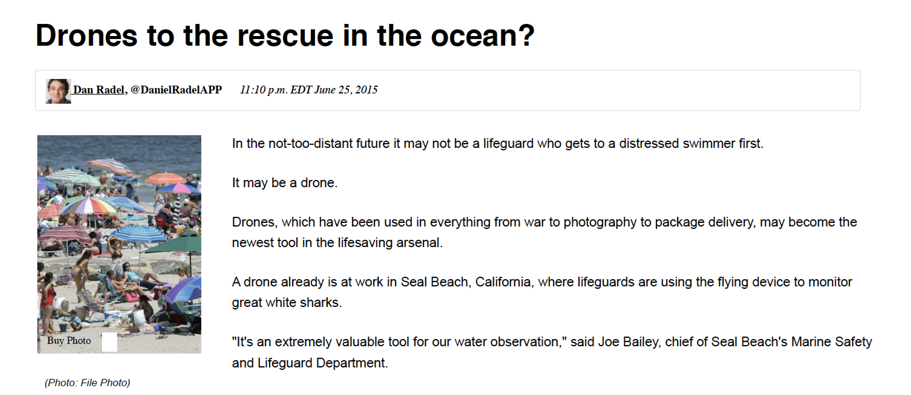 Drones to the rescue in the ocean?
Dan Radel, @DanielRadelAPP 11:10 p.m. EDT June 25, 2015
In the not-too-distant future it may not be a lifeguard who gets to a distressed swimmer first.
It may be a drone.
Drones, which have been used in everything from war to photography to package delivery, may become the
newest tool in the lifesaving arsenal.
A drone already is at work in Seal Beach, California, where lifeguards are using the flying device to monitor
great white sharks.
"It's an extremely valuable tool for our water observation," said Joe Bailey, chief of Seal Beach's Marine Safety
and Lifeguard Department.
Buy Photo
(Photo: File Photo)